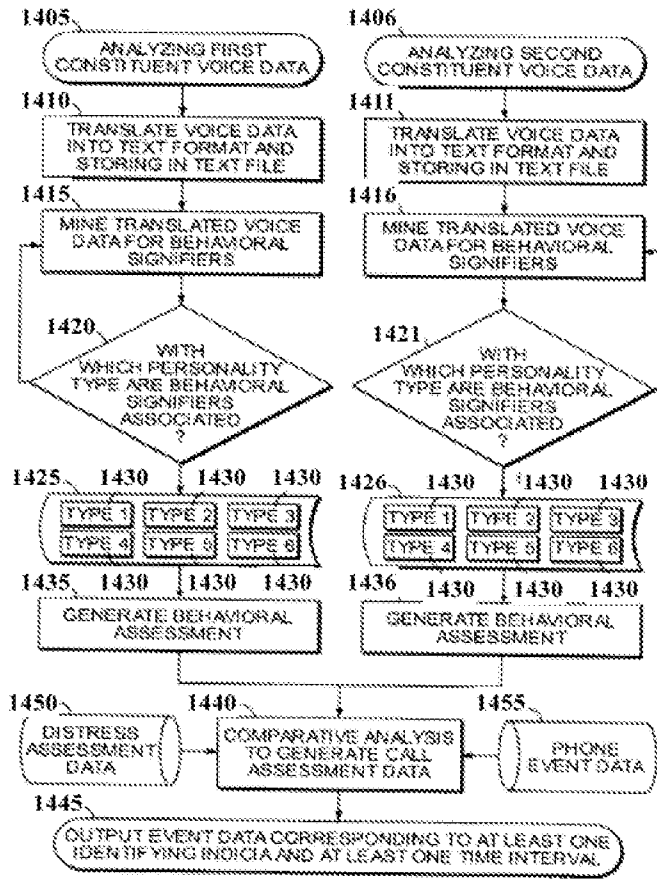 1405
ANALYZING FIRST
CONSTITUENT VOICE DATA
1410
TRANSLATE VOICE DATA
INTO TEXT FORMAT AND
STORING IN TEXT FILE
1415
MINE TRANSLATED VOICE
DATA FOR BEHAVIORAL
SIGNIFIERS
1420
WITH
WHICH PERSONALITY
TYPE ARE BEHAVIORAL
SIGNIFIERS
ASSOCIATED
?
1425 1430 1430 1430
TYPE 1 TYPE 2 TYPE 3
TYPE 4 TYPE 5 TYPE 6
1435 1430 1430 1430
GENERATE BEHAVIORAL
ASSESSMENT
1406
ANALYZING SECOND
CONSTITUENT VOICE DATA
1411
TRANSLATE VOICE DATA
INTO TEXT FORMAT AND
STORING IN TEXT FILE
1416
MINE TRANSLATED VOICE
DATA FOR BEHAVIORAL
SIGNIFIERS
1421
WITH
WHICH PERSONALITY
TYPE ARE BEHAVIORAL
SIGNIFIERS
ASSOCIATED
?
1426 1430 1430 1430
TYPE 1 TYPE 2 TYPE 3
TYPE 4 TYPE 5 TYPE 6
1436 1430 1430 1430
GENERATE BEHAVIORAL
ASSESSMENT
1450
DISTRESS
ASSESSMENT
DATA
1440
COMPARATIVE ANALYSIS
TO GENERATE CALL
ASSESSMENT DATA
1455
PHONE
EVENT DATA
1445
OUTPUT EVENT DATA CORRESPONDING TO AT LEAST ONE
IDENTIFYING INDICIA AND AT LEAST ONE TIME INTERVAL